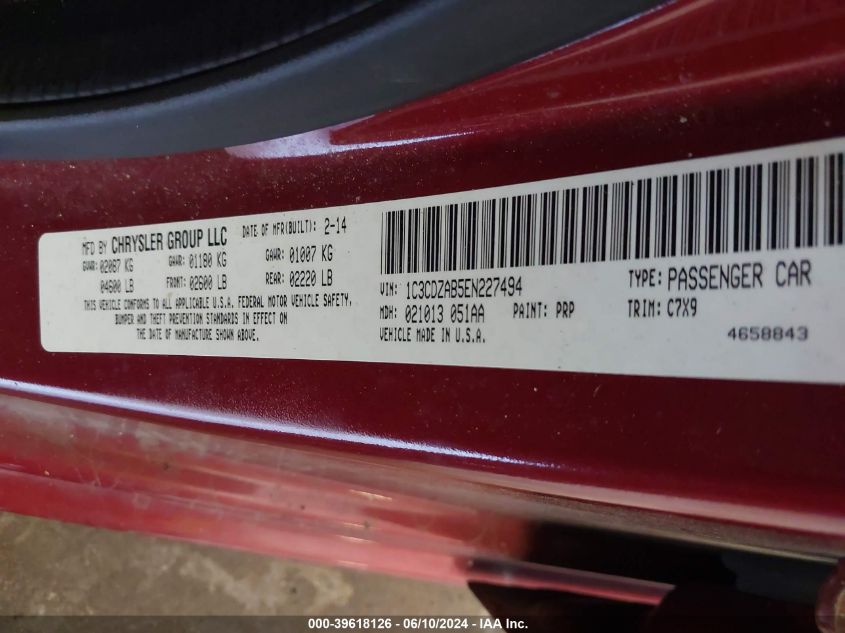 MFD BY CHRYSLER GROUP LLC DATE OF MFR(BUILT): 2-14
GVWR: 02087 KG GAWR: 01180 KG GAWR: 01007 KG
04600 LB FRONT: 02600 LB REAR: 02220 LB
THIS VEHICLE CONFORMS TO ALL APPLICABLE U.S.A. FEDERAL MOTOR VEHICLE SAFETY,
BUMPER AND THEFT PREVENTION STANDARDS IN EFFECT ON
THE DATE OF MANUFACTURE SHOWN ABOVE.
VIN: 1C3CDZAB5EN227494 TYPE: PASSENGER CAR
MDH: 021013 051AA PAINT: PRP TRIM: C7X9
VEHICLE MADE IN U.S.A. 4658843
000-39618126 - 06/10/2024 - IAA Inc.